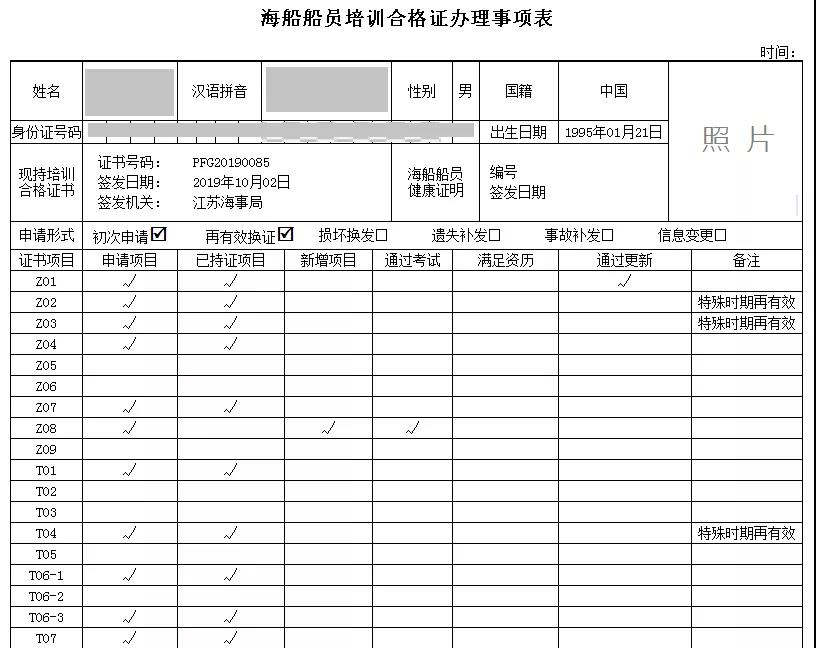 海船船员培训合格证办理事项表
时间：
姓名 汉语拼音 性别 男 国籍 中国
身份证号码 出生日期 1995年01月21日
照 片
现持培训合格证书 证书号码： PFG20190085
签发日期： 2019年10月02日
签发机关： 江苏海事局
海船船员健康证明 编号
签发日期
申请形式 初次申请☑ 再有效换证☑ 损坏换发□ 遗失补发□ 事故补发□ 信息变更□
证书项目 申请项目 已持证项目 新增项目 通过考试 满足资历 通过更新 备注
Z01 ✓ ✓ ✓
Z02 ✓ ✓ 特殊时期再有效
Z03 ✓ ✓ 特殊时期再有效
Z04 ✓ ✓
Z05
Z06
Z07 ✓ ✓
Z08 ✓ ✓ ✓
Z09
T01 ✓ ✓
T02
T03
T04 ✓ ✓ 特殊时期再有效
T05
T06-1 ✓ ✓
T06-2
T06-3 ✓ ✓
T07 ✓ ✓